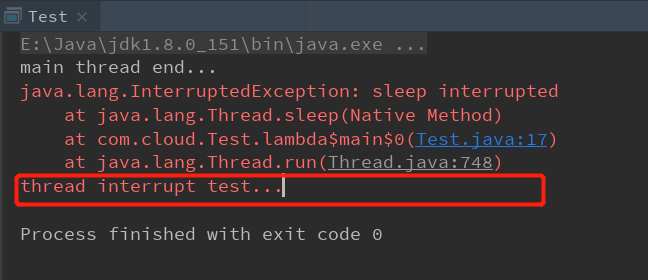 Test
E:\Java\jdk1.8.0_151\bin\java.exe ...
main thread end...
java.lang.InterruptedException: sleep interrupted
    at java.lang.Thread.sleep(Native Method)
    at com.cloud.Test.lambda$main$0(Test.java:17)
    at java.lang.Thread.run(Thread.java:748)
thread interrupt test...
Process finished with exit code 0